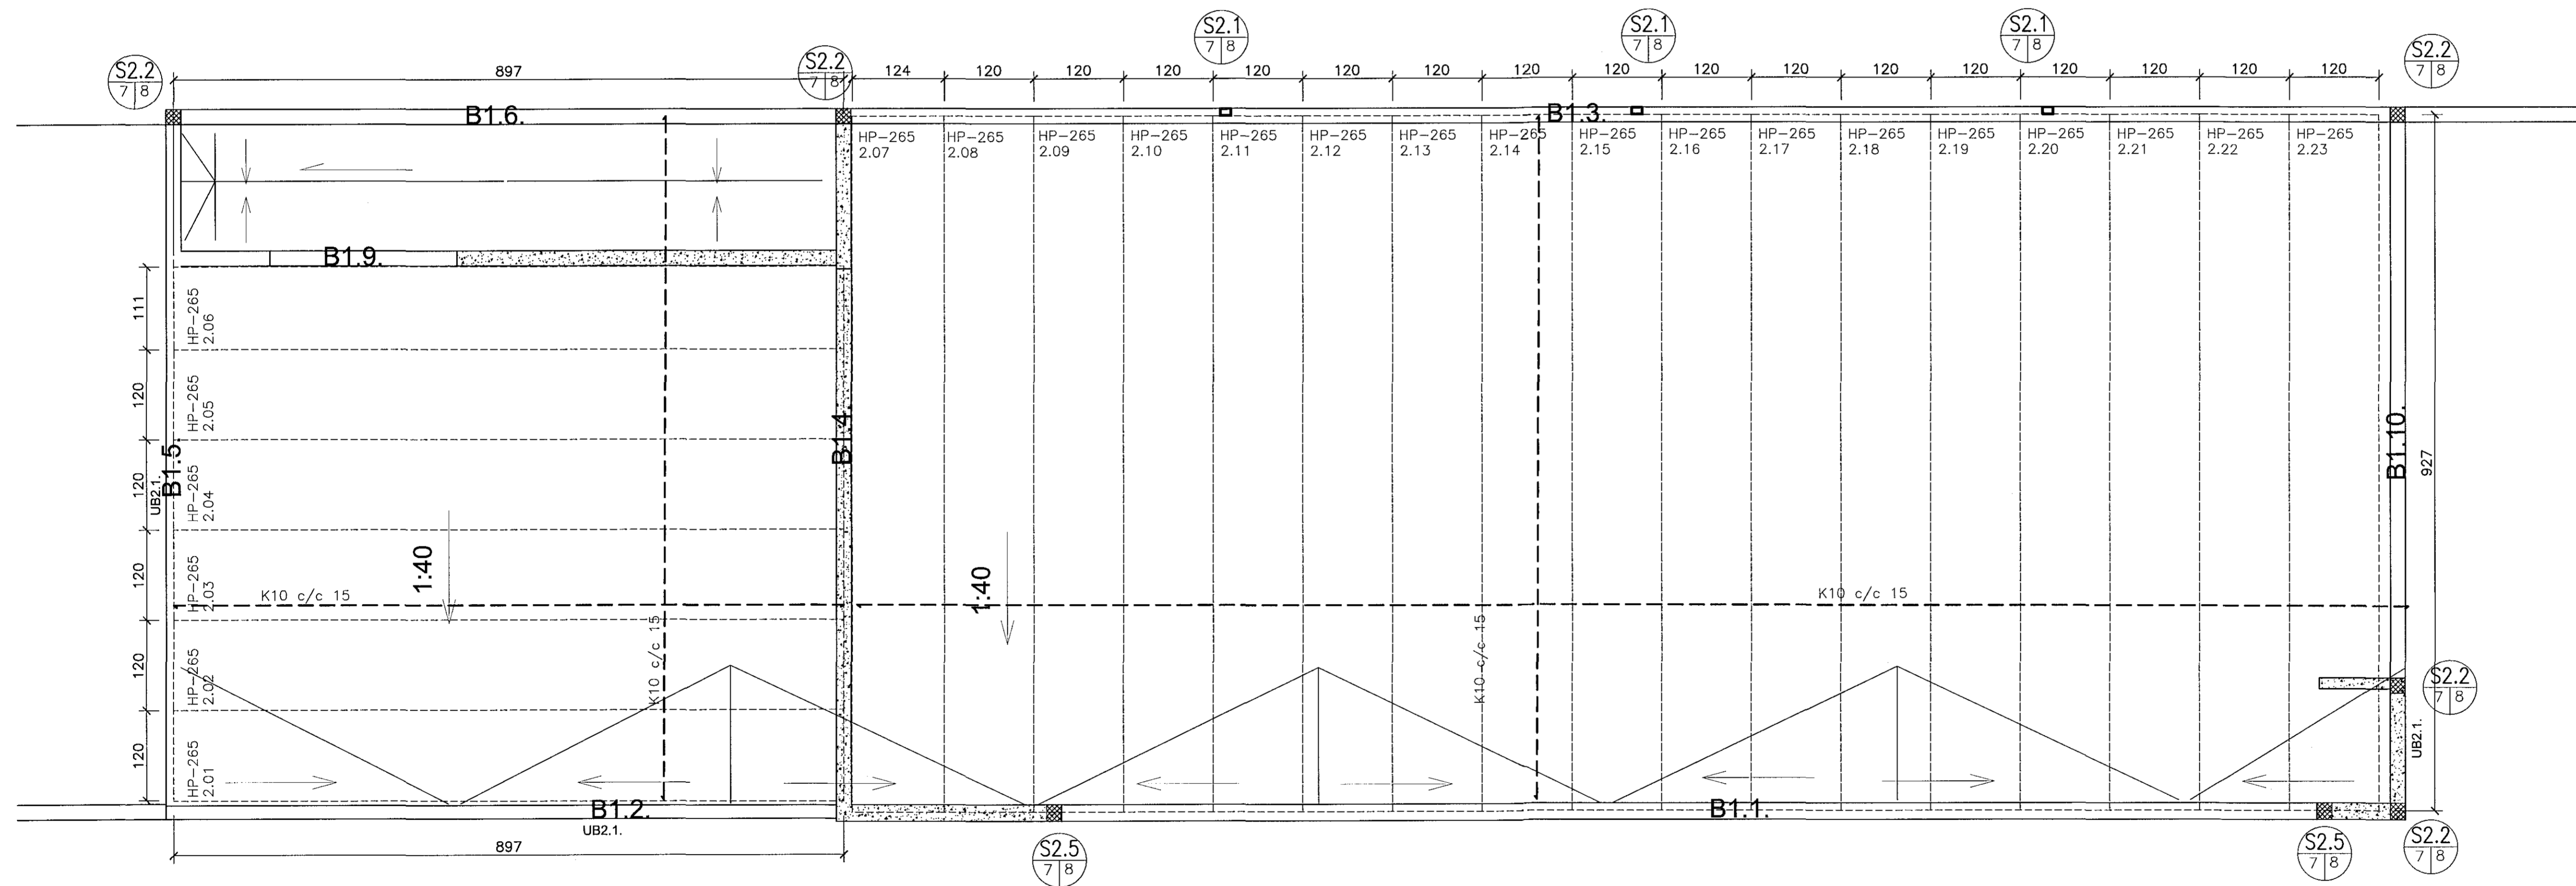 S2.1
7 8
S2.1
7 8
S2.1
7 8
S2.2
7 8
S2.2
7 8
S2.2
7 8
897
124 120 120 120 120 120 120 120 120 120 120 120 120 120 120 120 120
B1.6.
B1.3.
HP-265
2.07
HP-265
2.08
HP-265
2.09
HP-265
2.10
HP-265
2.11
HP-265
2.12
HP-265
2.13
HP-265
2.14
HP-265
2.15
HP-265
2.16
HP-265
2.17
HP-265
2.18
HP-265
2.19
HP-265
2.20
HP-265
2.21
HP-265
2.22
HP-265
2.23
B1.9.
111
120
120
120
120
120
HP-265
2.06
HP-265
2.05
HP-265
2.04
HP-265
2.03
HP-265
2.02
HP-265
2.01
B1.5.
UB2.1.
B1.4.
B1.10.
927
1:40
1:40
K10 c/c 15
K10 c/c 15
K10 c/c 15
K10 c/c 15
S2.2
7 8
UB2.1.
B1.2.
UB2.1.
B1.1.
897
S2.5
7 8
S2.5
7 8
S2.2
7 8